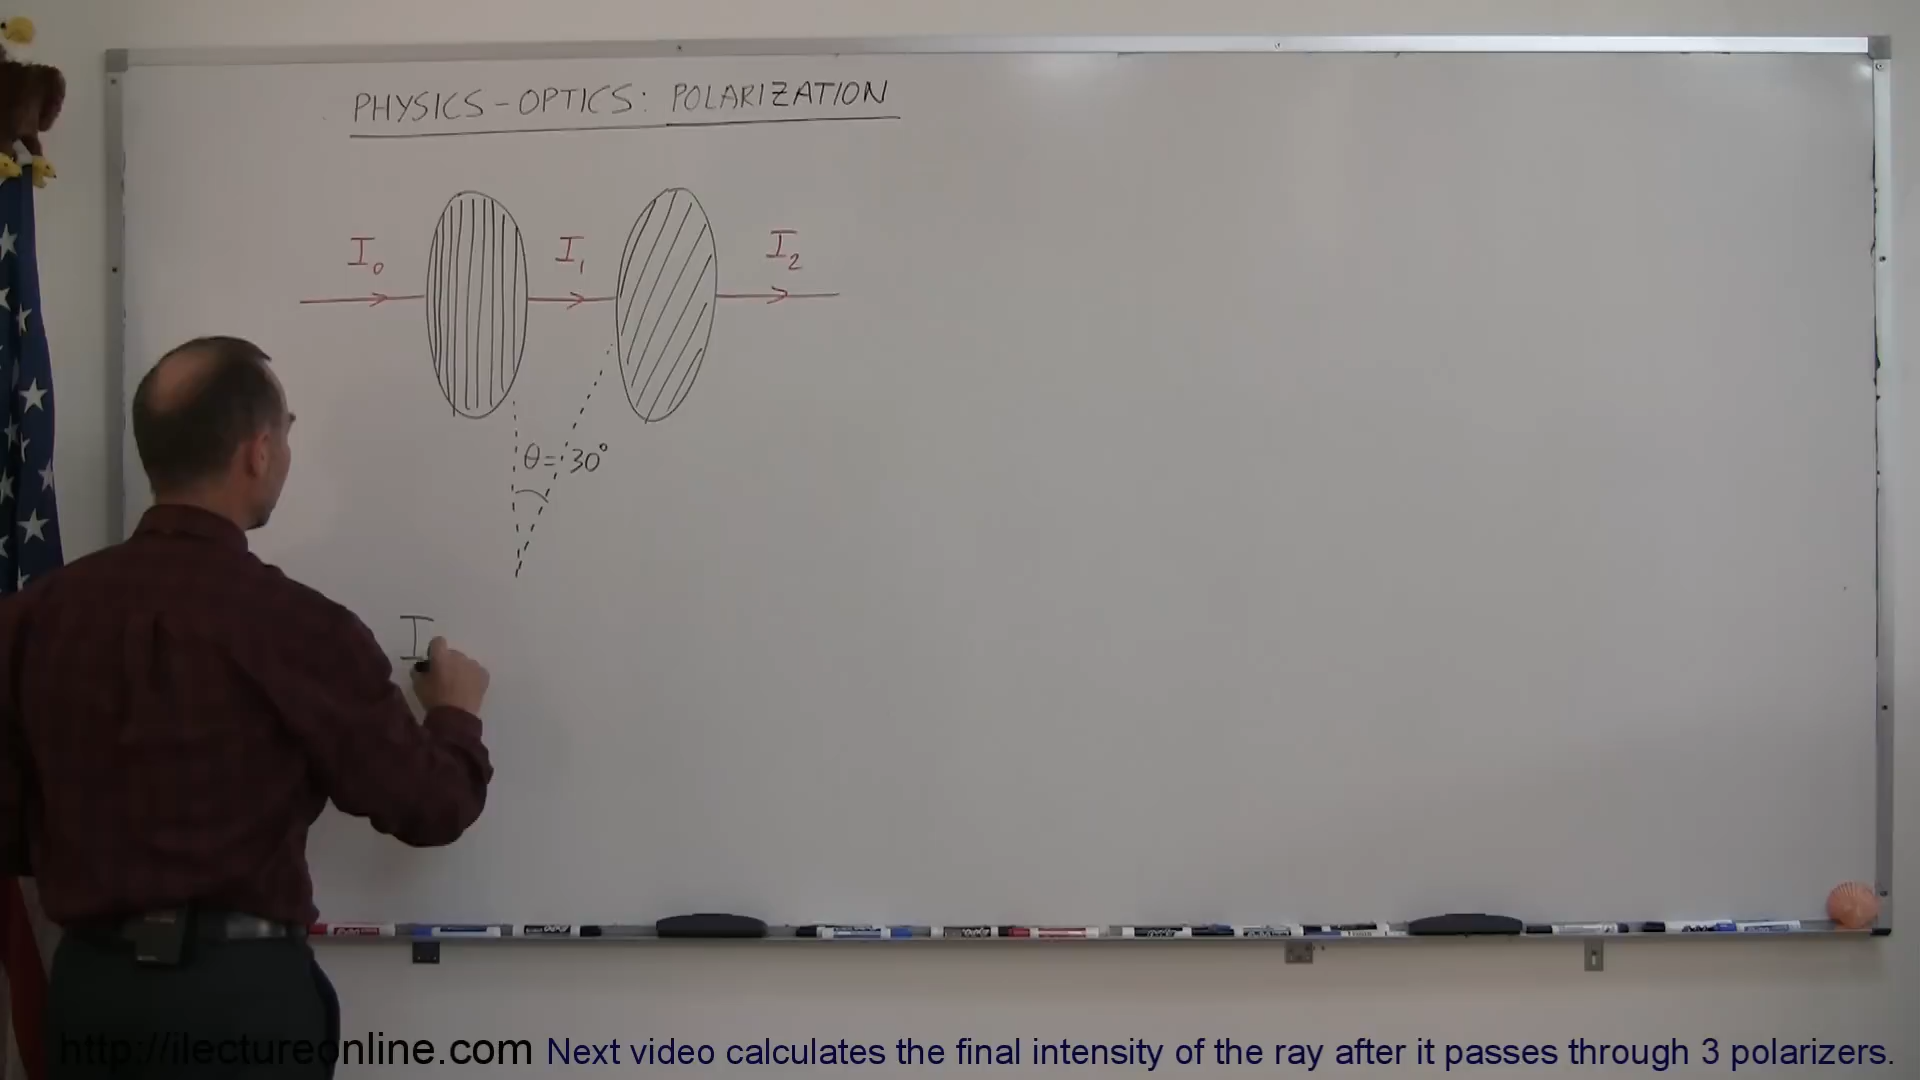 PHYSICS-OPTICS: POLARIZATION
I₀ I₁ I₂
θ = 30°
I
http://ilectureonline.com Next video calculates the final intensity of the ray after it passes through 3 polarizers.